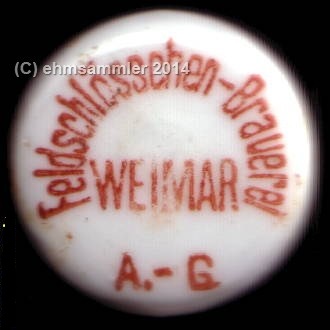 (C) ehmsammler 2014
Feldschlösschen-Brauerei
WEIMAR
A.-G